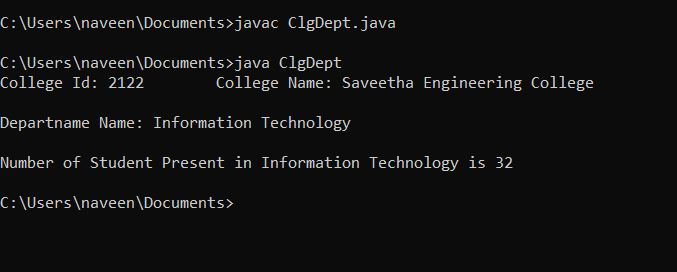 C:\Users\naveen\Documents>javac ClgDept.java
C:\Users\naveen\Documents>java ClgDept
College Id: 2122        College Name: Saveetha Engineering College
Departname Name: Information Technology
Number of Student Present in Information Technology is 32
C:\Users\naveen\Documents>